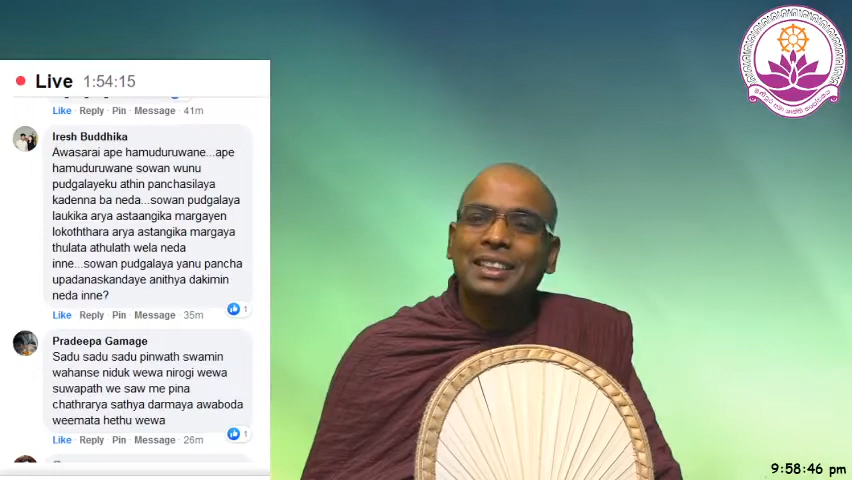 Live 1:54:15
Like · Reply · Pin · Message · 41m
Iresh Buddhika
Awasarai ape hamuduruwane...ape
hamuduruwane sowan wunu
pudgalayeku athin panchasilaya
kadenna ba neda...sowan pudgalaya
laukika arya astaangika margayen
lokoththara arya astangika margaya
thulata athulath wela neda
inne...sowan pudgalaya yanu pancha
upadanaskandaye anithya dakimin
neda inne?
Like · Reply · Pin · Message · 35m
1
Pradeepa Gamage
Sadu sadu sadu pinwath swamin
wahanse niduk wewa nirogi wewa
suwapath we saw me pina
chathrarya sathya darmaya awaboda
weemata hethu wewa
Like · Reply · Pin · Message · 26m
1
9:58:46 pm